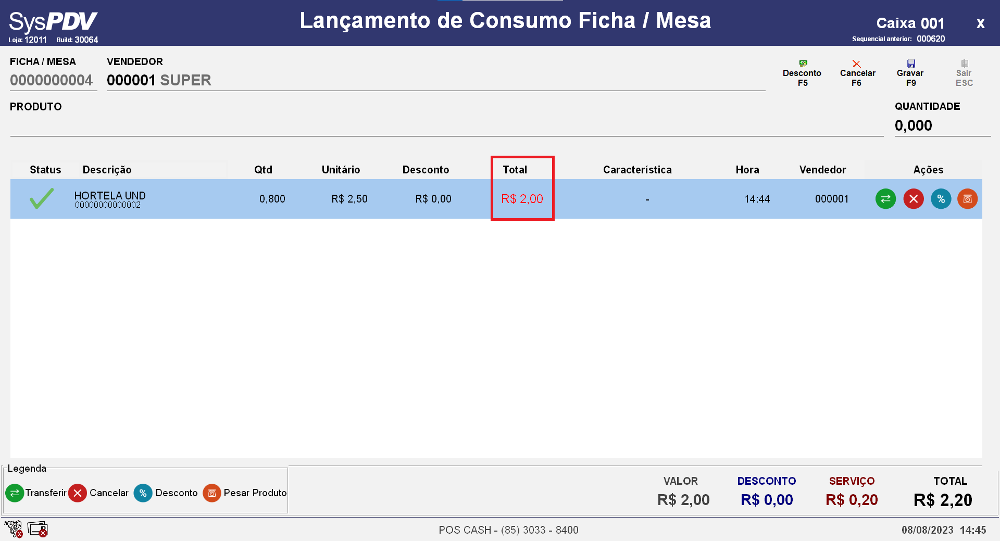 SysPDV
Loja: 12011 Build: 30064
Lançamento de Consumo Ficha / Mesa
Caixa 001
X
Sequencial anterior: 000620
FICHA / MESA
0000000004
VENDEDOR
000001 SUPER
Desconto
F5
Cancelar
F6
Gravar
F9
Sair
ESC
PRODUTO
QUANTIDADE
0,000
Status Descrição Qtd Unitário Desconto Total Característica Hora Vendedor Ações
HORTELA UND 0,800 R$ 2,50 R$ 0,00 R$ 2,00 - 14:44 000001 %
00000000000002
Legenda
Transferir Cancelar % Desconto Pesar Produto
VALOR DESCONTO SERVIÇO TOTAL
R$ 2,00 R$ 0,00 R$ 0,20 R$ 2,20
NFC e
POS CASH - (85) 3033 - 8400
08/08/2023 14:45